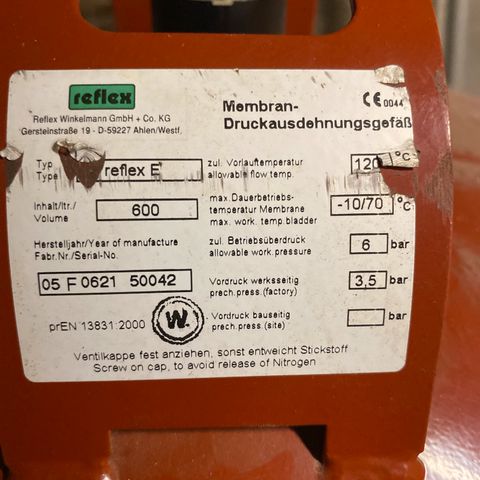 reflex
Reflex Winkelmann GmbH + Co. KG
Gersteinstraße 19 - D-59227 Ahlen/Westf.
Membran-
Druckausdehnungsgefäß
CE 0044
Typ
Type
reflex E
zul. Vorlauftemperatur
allowable flow temp.
120 °C
Inhalt/ltr./
Volume
600
max. Dauerbetriebs-
temperatur Membrane
max. work. temp.bladder
-10/70 °C
Herstelljahr/Year of manufacture
Fabr.Nr./Serial-No.
05 F 0621 50042
zul. Betriebsüberdruck
allowable work.pressure
6 bar
Vordruck werksseitig
prech.press.(factory)
3,5 bar
prEN 13831:2000
W.
Vordruck bauseitig
prech.press.(site)
bar
Ventilkappe fest anziehen, sonst entweicht Stickstoff
Screw on cap, to avoid release of Nitrogen